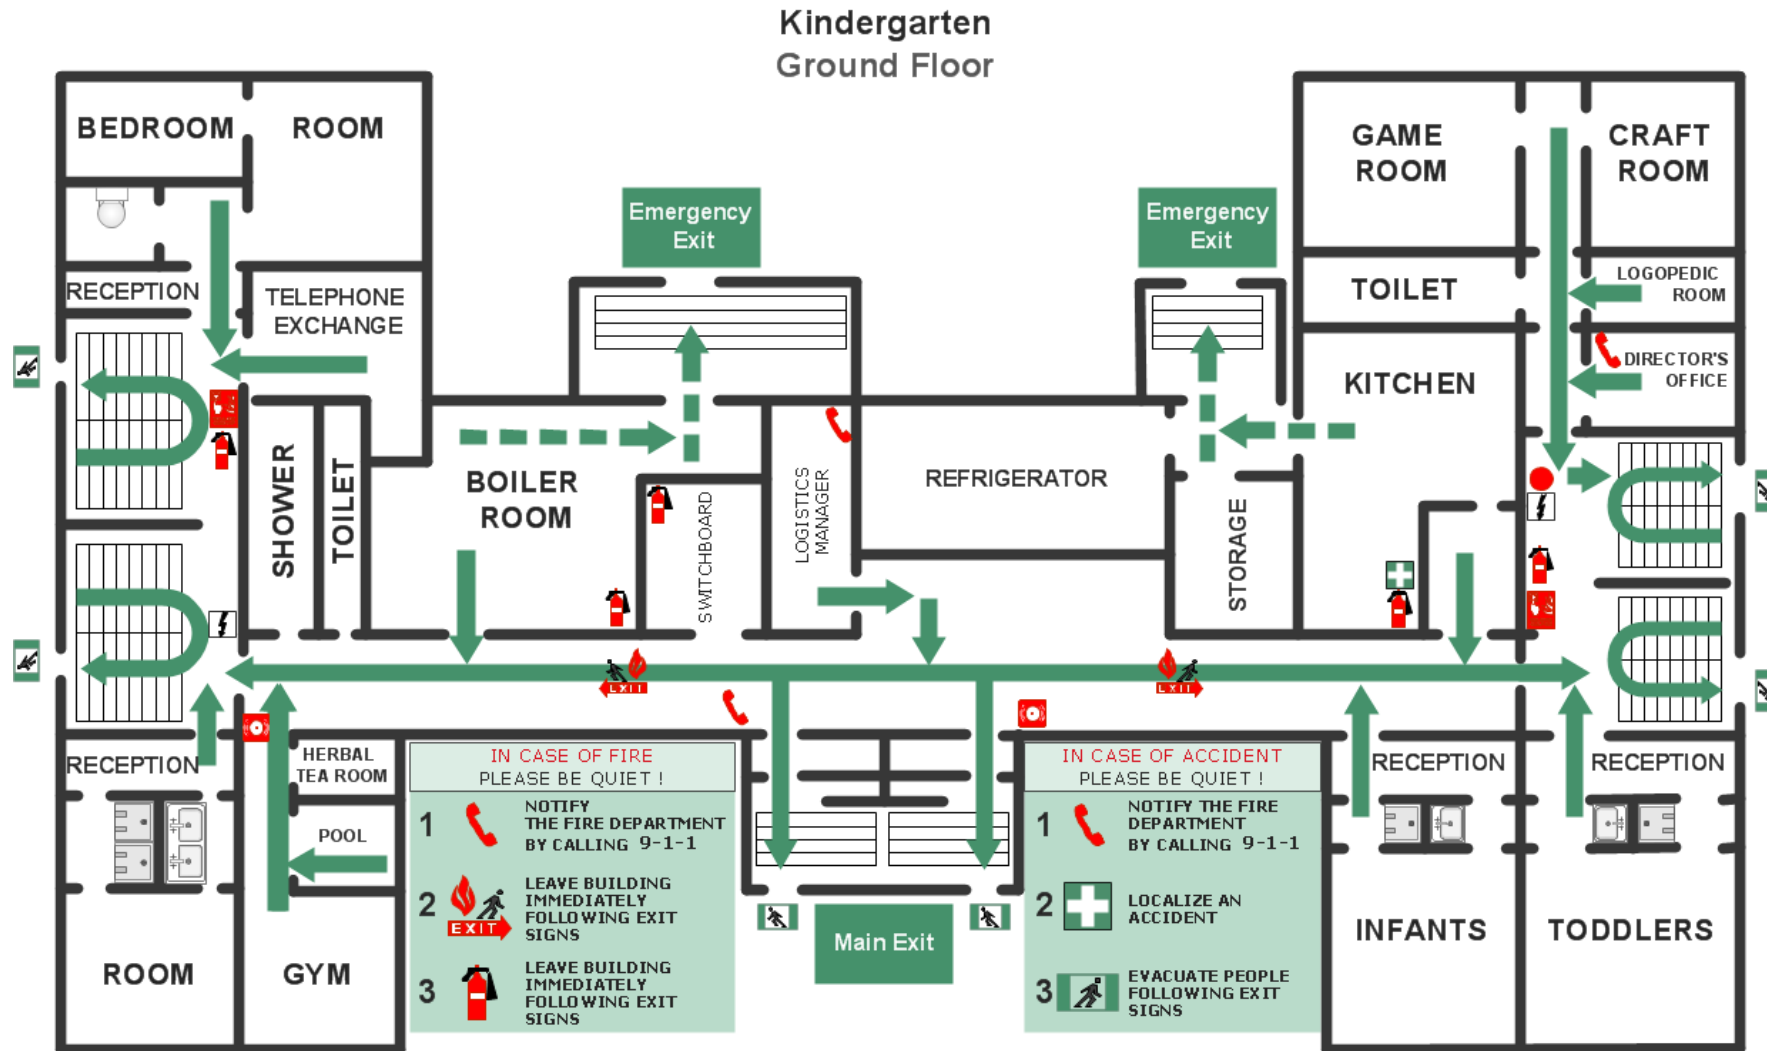 Kindergarten
Ground Floor
BEDROOM
ROOM
GAME
ROOM
CRAFT
ROOM
Emergency
Exit
Emergency
Exit
RECEPTION
TELEPHONE
EXCHANGE
TOILET
LOGOPEDIC
ROOM
KITCHEN
DIRECTOR'S
OFFICE
SHOWER
TOILET
BOILER
ROOM
SWITCHBOARD
LOGISTICS
MANAGER
REFRIGERATOR
STORAGE
EXIT
EXIT
RECEPTION
HERBAL
TEA ROOM
POOL
ROOM
GYM
IN CASE OF FIRE
PLEASE BE QUIET !
1
NOTIFY
THE FIRE DEPARTMENT
BY CALLING 9-1-1
2
EXIT
LEAVE BUILDING
IMMEDIATELY
FOLLOWING EXIT
SIGNS
3
LEAVE BUILDING
IMMEDIATELY
FOLLOWING EXIT
SIGNS
Main Exit
IN CASE OF ACCIDENT
PLEASE BE QUIET !
1
NOTIFY THE FIRE
DEPARTMENT
BY CALLING 9-1-1
2
LOCALIZE AN
ACCIDENT
3
EVACUATE PEOPLE
FOLLOWING EXIT
SIGNS
RECEPTION
RECEPTION
INFANTS
TODDLERS